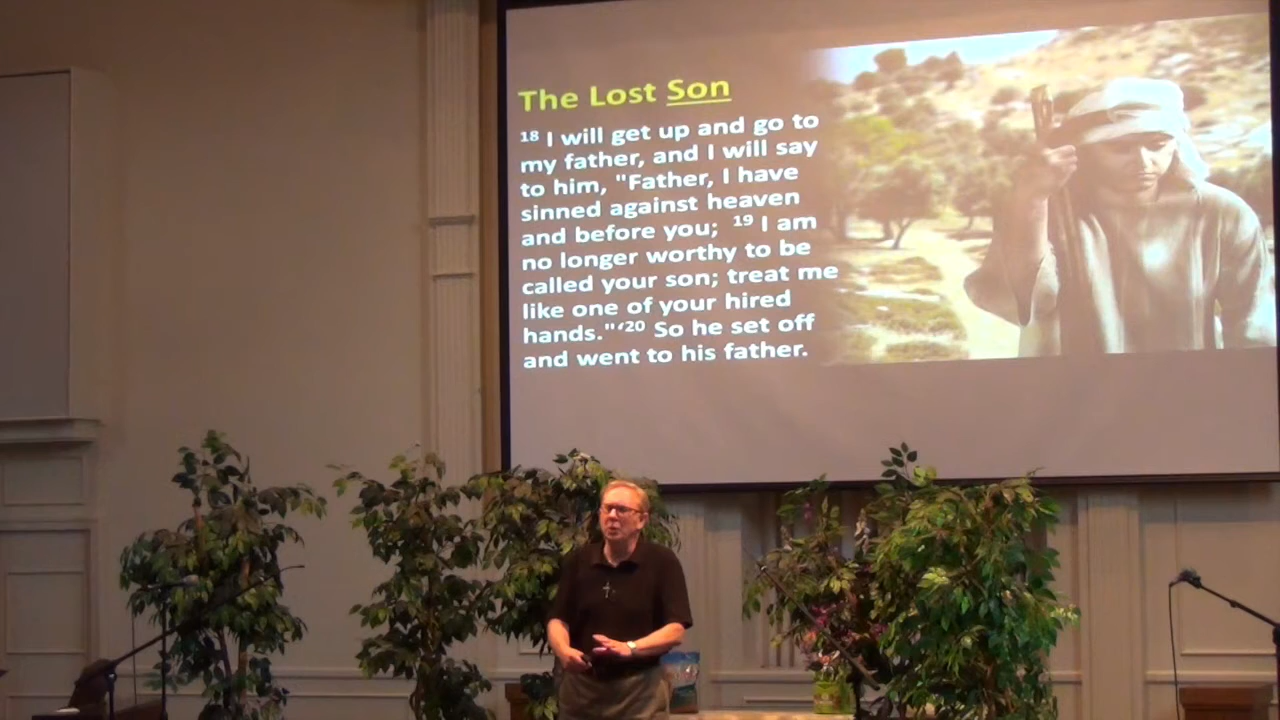 The Lost Son
18 I will get up and go to
my father, and I will say
to him, "Father, I have
sinned against heaven
and before you; 19 I am
no longer worthy to be
called your son; treat me
like one of your hired
hands."‘20 So he set off
and went to his father.